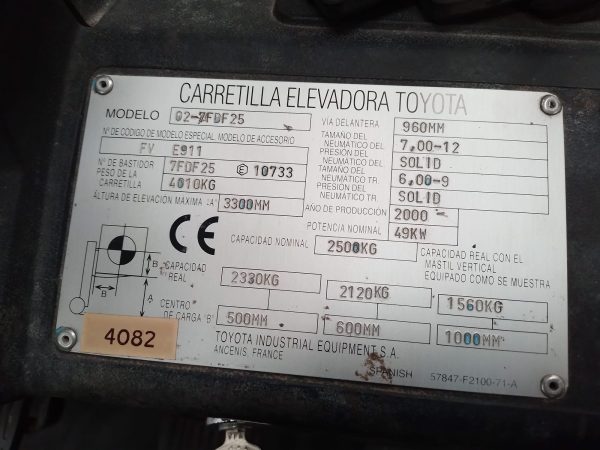 CARRETILLA ELEVADORA TOYOTA
MODELO 02-7FDF25
Nº DE CÓDIGO DE MODELO ESPECIAL, MODELO DE ACCESORIO
FV E911
Nº DE BASTIDOR 7FDF25 E 10733
PESO DE LA CARRETILLA 4010KG
ALTURA DE ELEVACION MAXIMA "A" 3300MM
VIA DELANTERA 960MM
TAMAÑO DEL NEUMATICO DEL. 7,00-12
PRESION DEL NEUMATICO DEL. SOLID
TAMAÑO DEL NEUMATICO TR. 6,00-9
PRESION DEL NEUMATICO TR. SOLID
AÑO DE PRODUCCIÓN 2000
POTENCIA NOMINAL 49KW
CE
CAPACIDAD NOMINAL 2500KG
CAPACIDAD REAL CON EL
MASTIL VERTICAL
EQUIPADO COMO SE MUESTRA
B
B
A
CAPACIDAD REAL 2330KG 2120KG 1560KG
CENTRO DE CARGA "B" 500MM 600MM 1000MM
4082
TOYOTA INDUSTRIAL EQUIPMENT S.A.
ANCENIS, FRANCE
SPANISH 57847-F2100-71-A